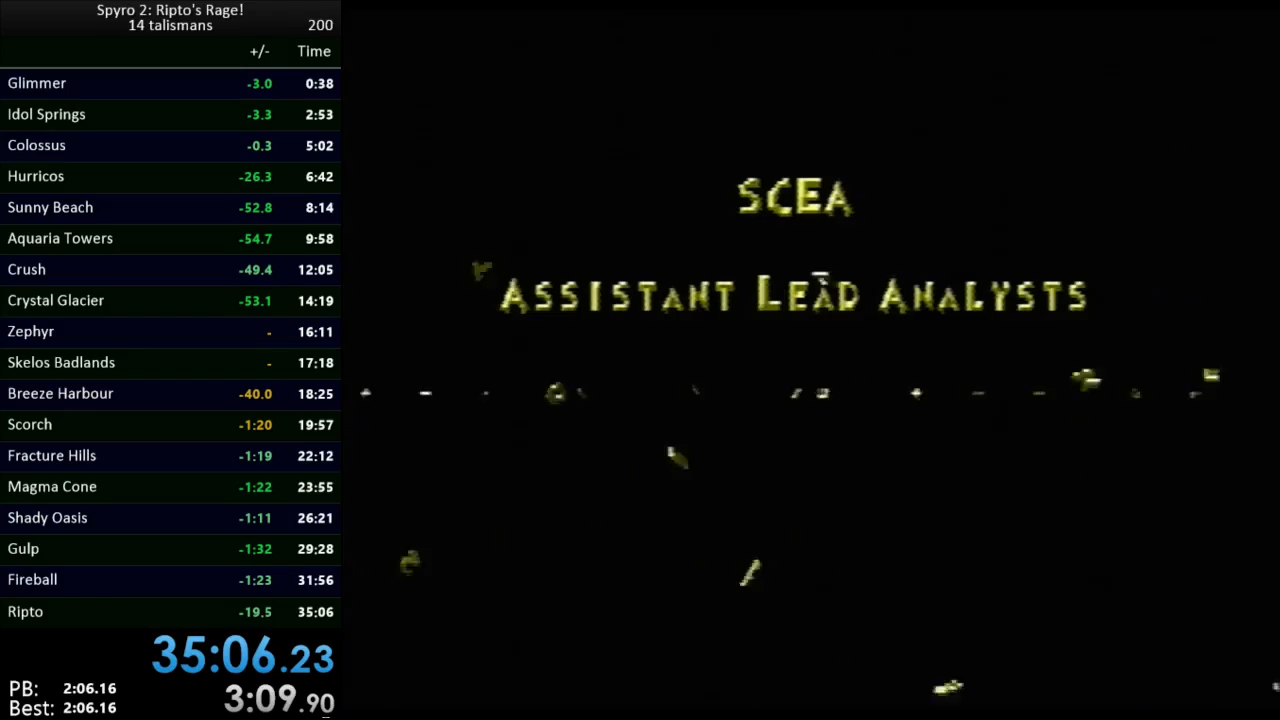 Spyro 2: Ripto's Rage!
14 talismans 200
+/- Time
Glimmer -3.0 0:38
Idol Springs -3.3 2:53
Colossus -0.3 5:02
Hurricos -26.3 6:42
Sunny Beach -52.8 8:14
Aquaria Towers -54.7 9:58
Crush -49.4 12:05
Crystal Glacier -53.1 14:19
Zephyr - 16:11
Skelos Badlands - 17:18
Breeze Harbour -40.0 18:25
Scorch -1:20 19:57
Fracture Hills -1:19 22:12
Magma Cone -1:22 23:55
Shady Oasis -1:11 26:21
Gulp -1:32 29:28
Fireball -1:23 31:56
Ripto -19.5 35:06
35:06.23
PB: 2:06.16
Best: 2:06.16
3:09.90
SCEA
ASSISTANT LEAD ANALYSTS